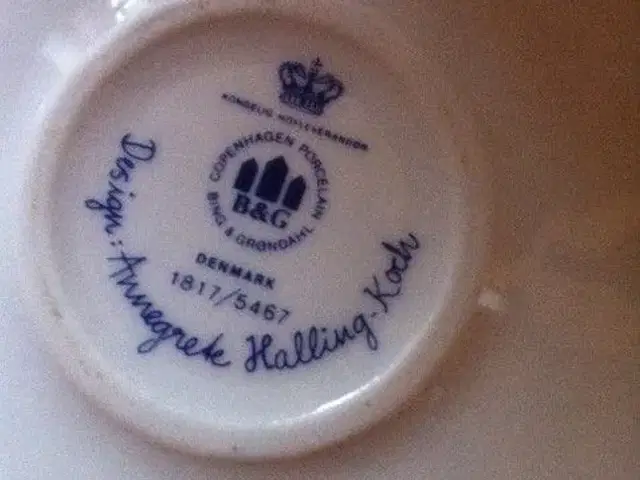 KONGELIG HOFLEVERANDØR
COPENHAGEN PORCELAIN
B&G
BING & GRØNDAHL
DENMARK
1817/5467
Design: Annegrete Halling-Koch